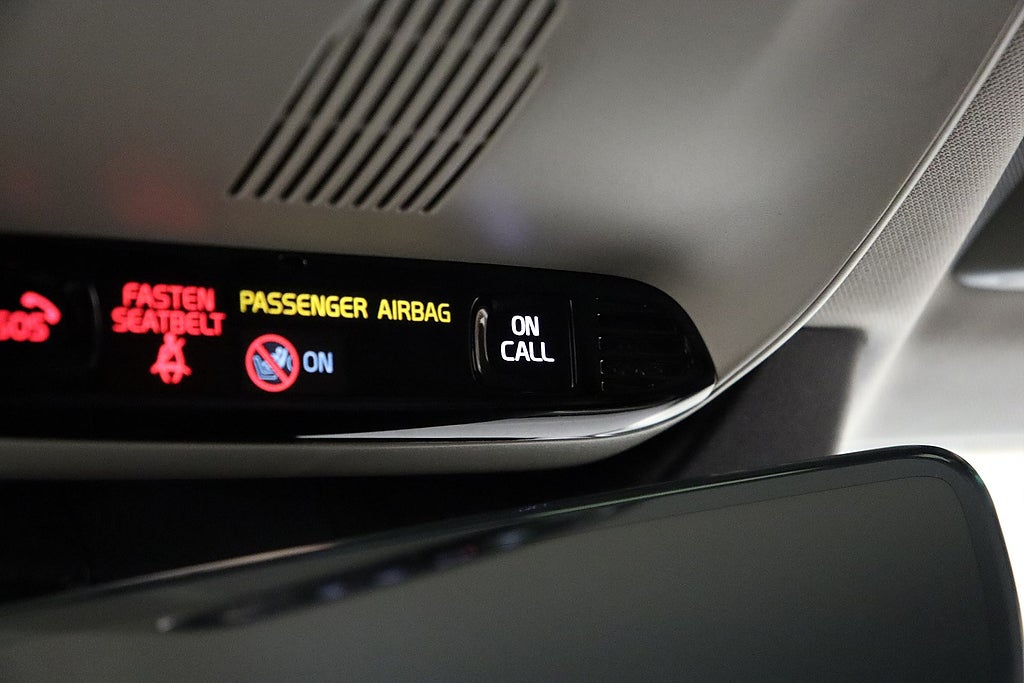 SOS
FASTEN
SEATBELT
PASSENGER AIRBAG
ON
ON
CALL